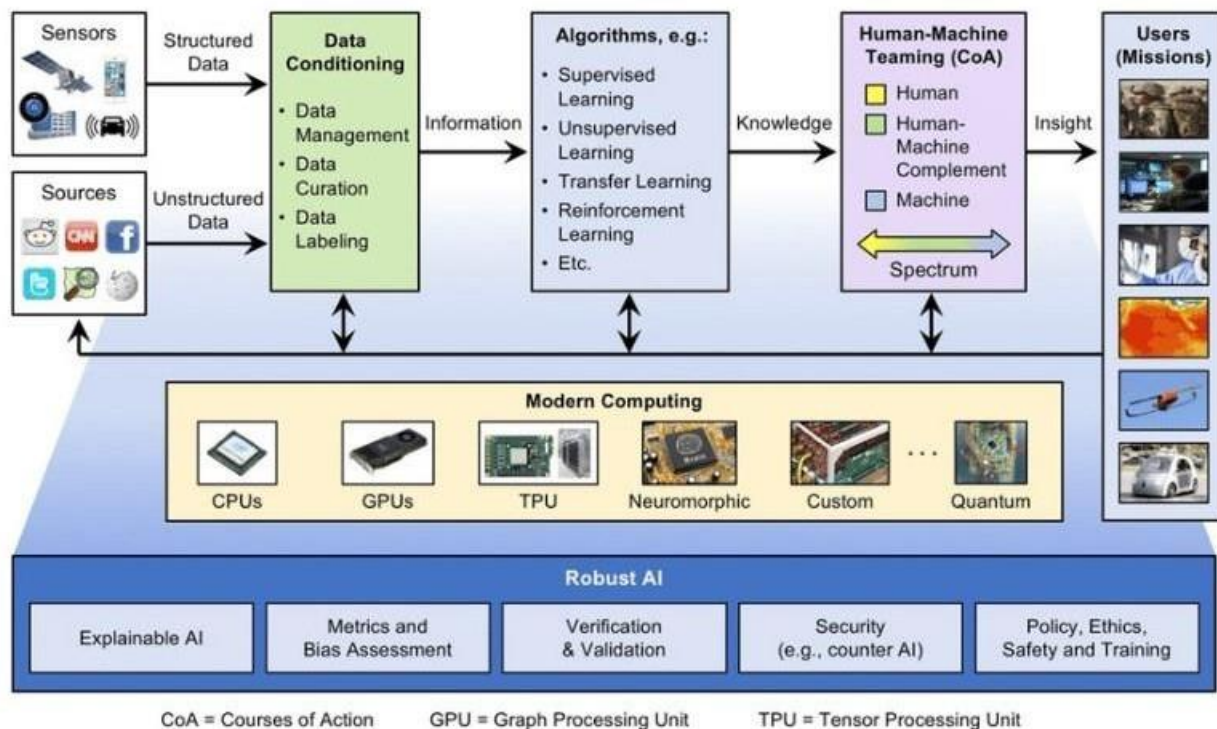 Sensors
Structured
Data
Sources
CNN
Unstructured
Data
Data
Conditioning
• Data
Management
• Data
Curation
• Data
Labeling
Information
Algorithms, e.g.:
• Supervised
Learning
• Unsupervised
Learning
• Transfer Learning
• Reinforcement
Learning
• Etc.
Knowledge
Human-Machine
Teaming (CoA)
Human
Human-
Machine
Complement
Machine
Spectrum
Insight
Users
(Missions)
Modern Computing
CPUs
GPUs
TPU
Neuromorphic
Custom
. . .
Quantum
Robust AI
Explainable AI
Metrics and
Bias Assessment
Verification
& Validation
Security
(e.g., counter AI)
Policy, Ethics,
Safety and Training
CoA = Courses of Action GPU = Graph Processing Unit TPU = Tensor Processing Unit